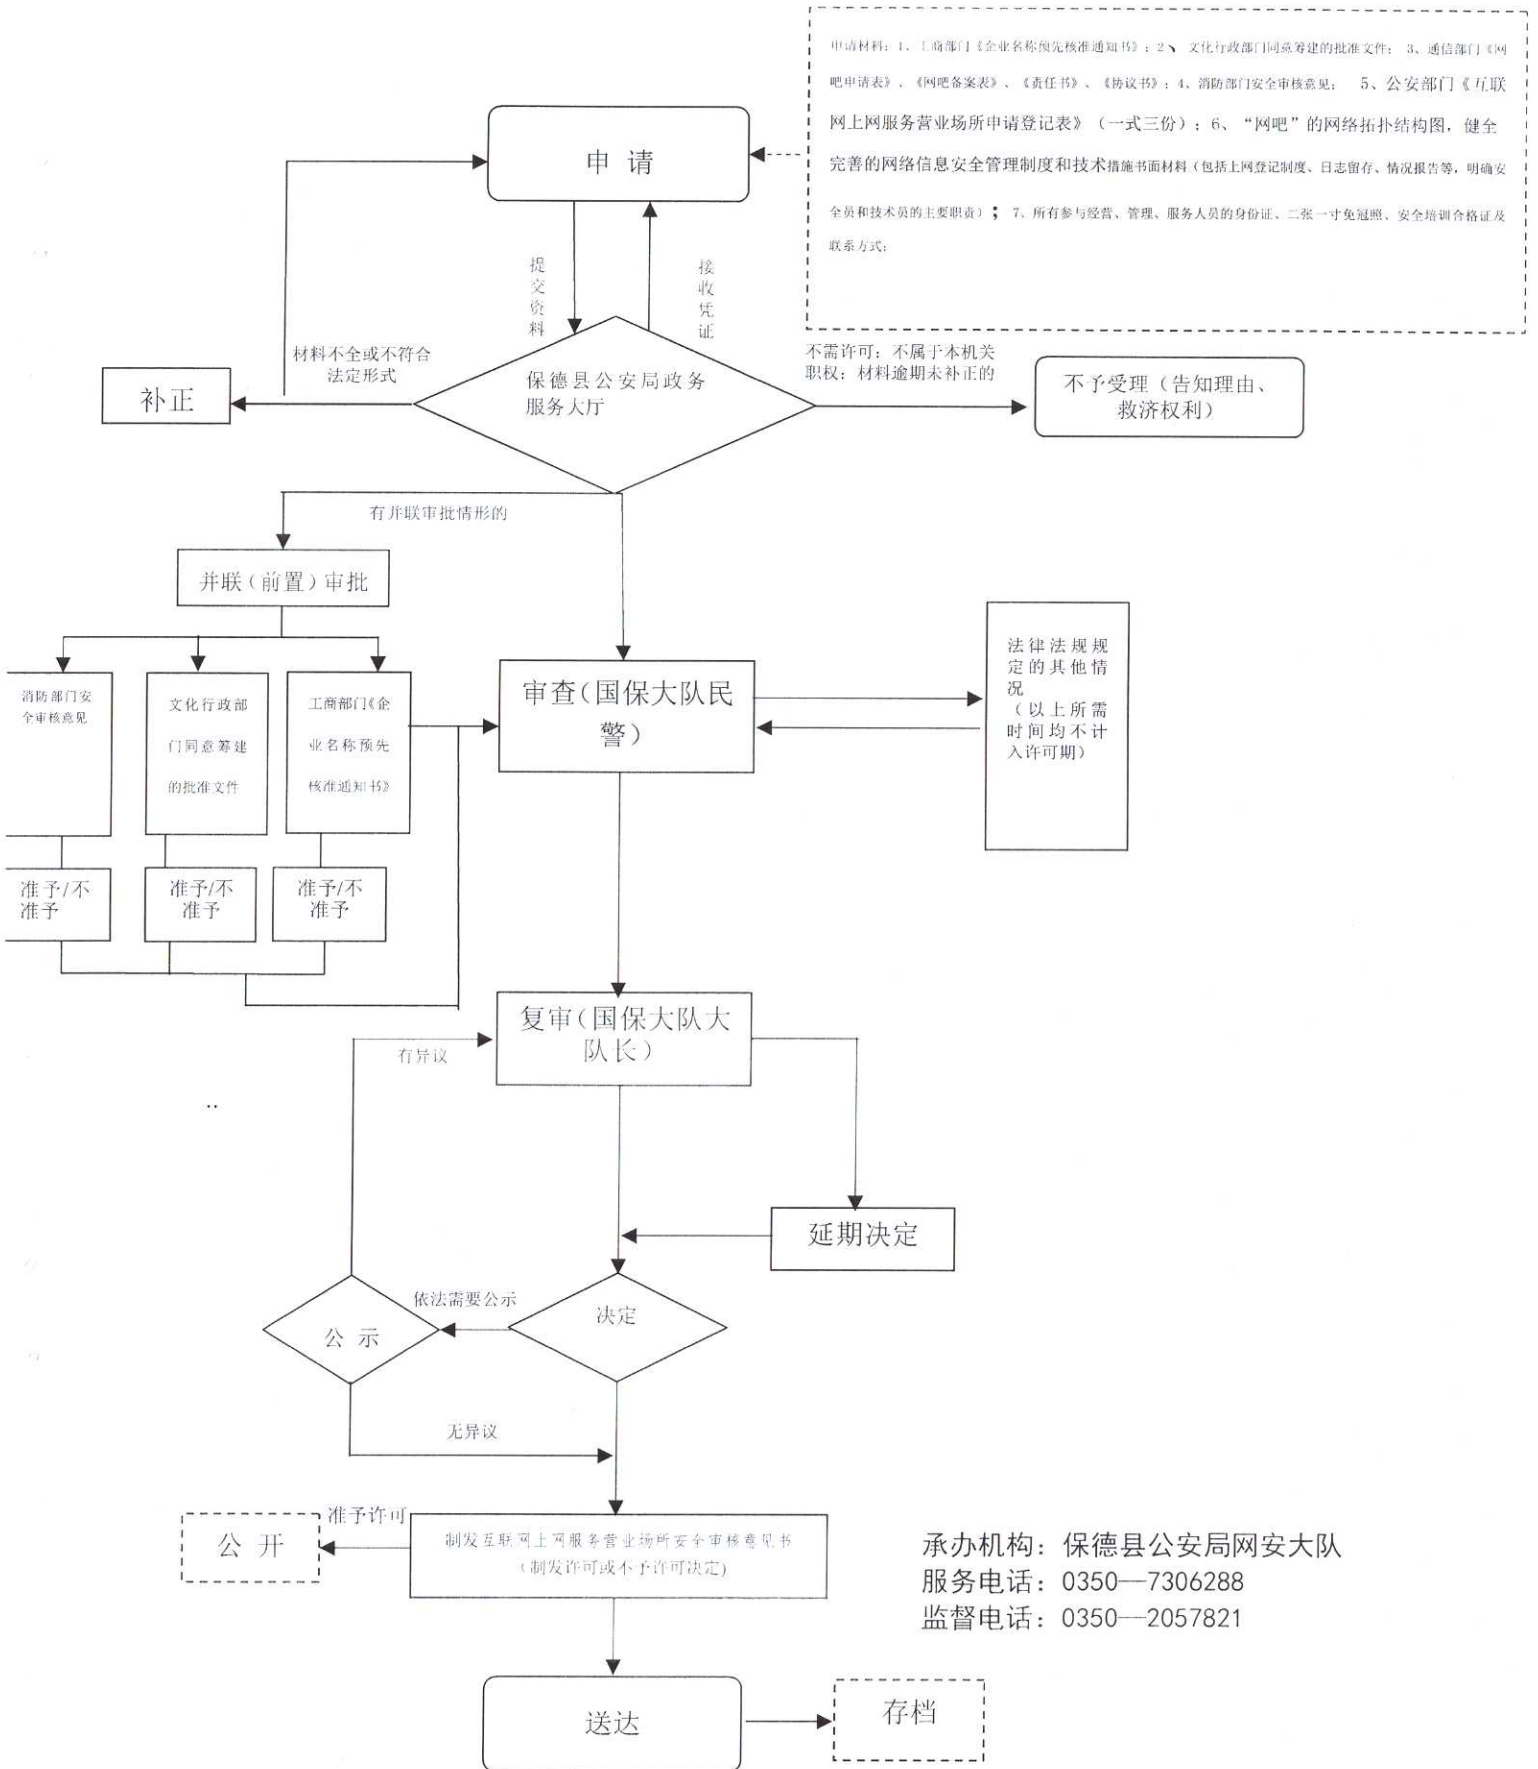 申请材料：1、工商部门《企业名称预先核准通知书》；2、 文化行政部门同意筹建的批准文件； 3、通信部门《网
吧申请表》、《网吧备案表》、《责任书》、《协议书》；4、消防部门安全审核意见； 5、公安部门《互联
网上网服务营业场所申请登记表》（一式三份）；6、“网吧”的网络拓扑结构图，健全
完善的网络信息安全管理制度和技术措施书面材料（包括上网登记制度、日志留存、情况报告等，明确安
全员和技术员的主要职责）； 7、所有参与经营、管理、服务人员的身份证、二张一寸免冠照、安全培训合格证及
联系方式；
申 请
提交资料
接收凭证
材料不全或不符合
法定形式
补正
保德县公安局政务
服务大厅
不需许可；不属于本机关
职权；材料逾期未补正的
不予受理（告知理由、
救济权利）
有并联审批情形的
并联（前置）审批
消防部门安
全审核意见
文化行政部
门同意筹建
的批准文件
工商部门《企
业名称预先
核准通知书》
审查（国保大队民
警）
法律法规规
定的其他情
况
（以上所需
时间均不计
入许可期）
准予/不
准予
准予/不
准予
准予/不
准予
复审（国保大队大
队长）
有异议
延期决定
依法需要公示
决定
公 示
无异议
准予许可
公 开
制发互联网上网服务营业场所安全审核意见书
（制发许可或不予许可决定）
承办机构：保德县公安局网安大队
服务电话：0350—7306288
监督电话：0350—2057821
送达
存档